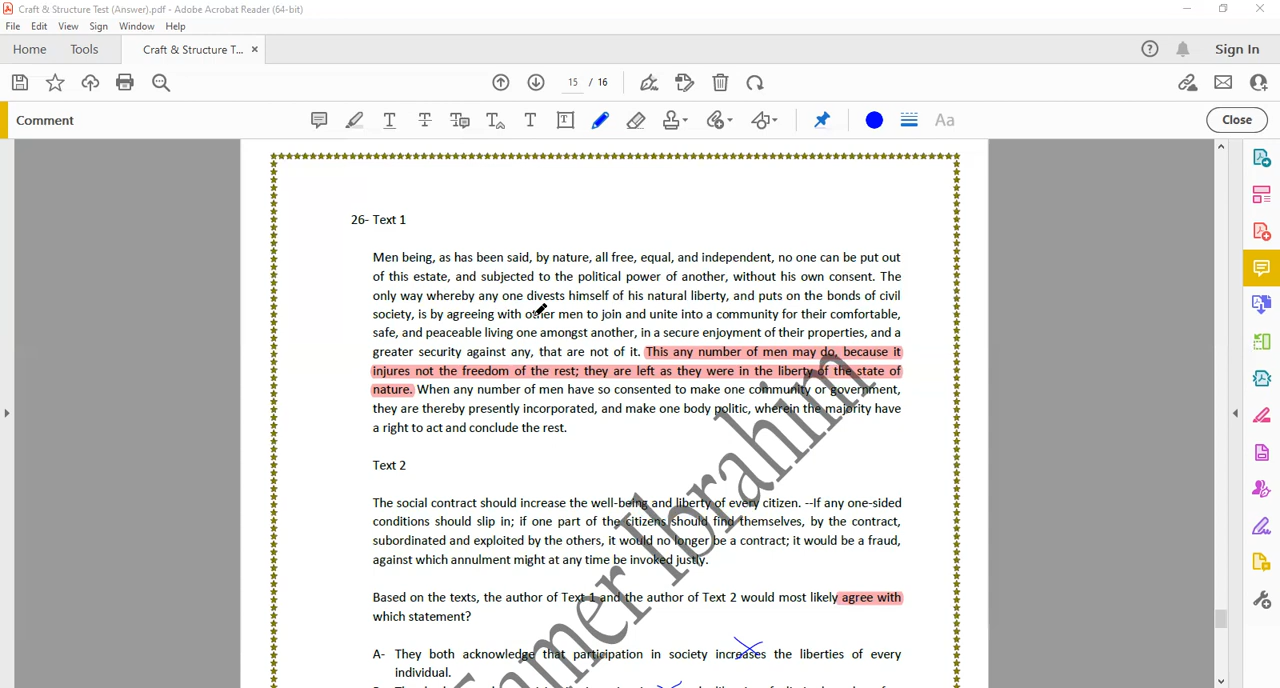 Craft & Structure Test (Answer).pdf - Adobe Acrobat Reader (64-bit)
File Edit View Sign Window Help
Home Tools Craft & Structure T... × Sign In
15 / 16
Comment Aa Close
26- Text 1
Men being, as has been said, by nature, all free, equal, and independent, no one can be put out
of this estate, and subjected to the political power of another, without his own consent. The
only way whereby any one divests himself of his natural liberty, and puts on the bonds of civil
society, is by agreeing with other men to join and unite into a community for their comfortable,
safe, and peaceable living one amongst another, in a secure enjoyment of their properties, and a
greater security against any, that are not of it. This any number of men may do, because it
injures not the freedom of the rest; they are left as they were in the liberty of the state of
nature. When any number of men have so consented to make one community or government,
they are thereby presently incorporated, and make one body politic, wherein the majority have
a right to act and conclude the rest.
Text 2
The social contract should increase the well-being and liberty of every citizen. --If any one-sided
conditions should slip in; if one part of the citizens should find themselves, by the contract,
subordinated and exploited by the others, it would no longer be a contract; it would be a fraud,
against which annulment might at any time be invoked justly.
Based on the texts, the author of Text 1 and the author of Text 2 would most likely agree with
which statement?
A- They both acknowledge that participation in society increases the liberties of every
individual.
Samer Ibrahim